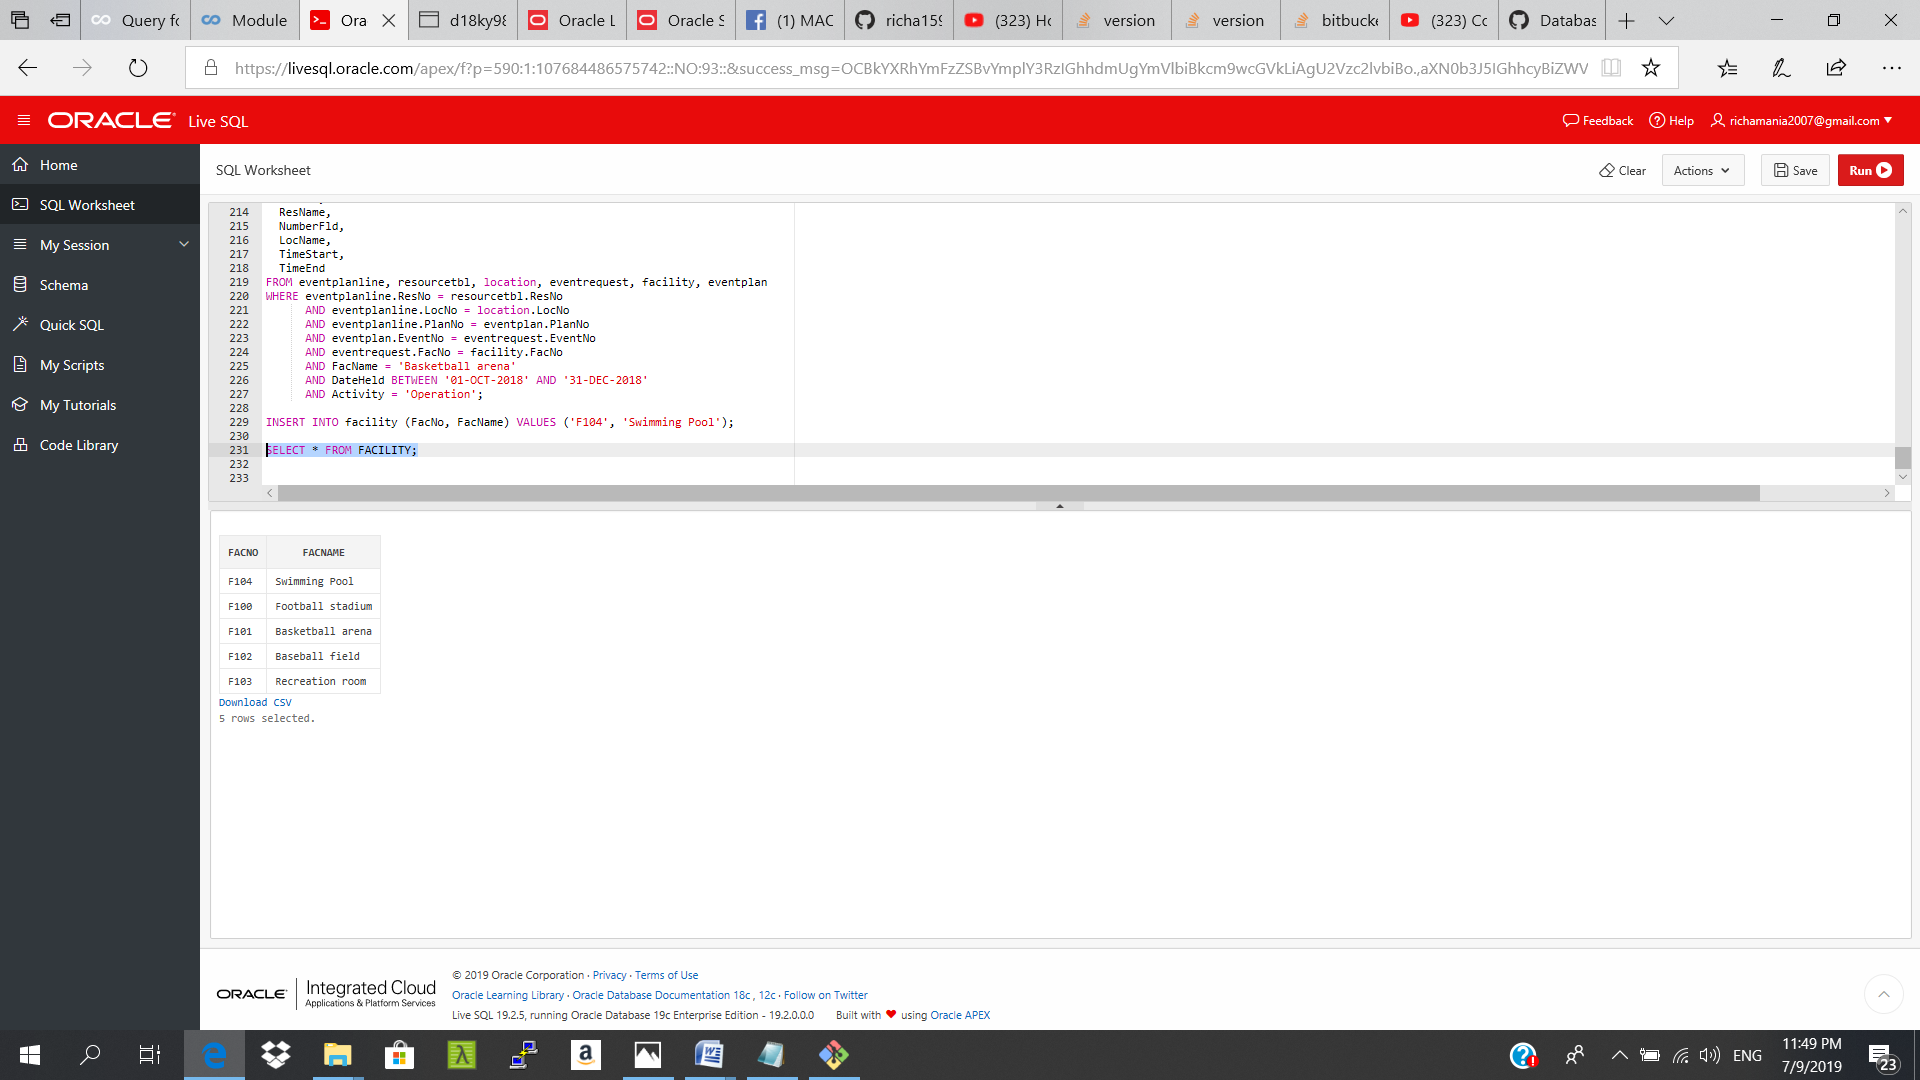 Query fo
Module
Ora
d18ky98
Oracle L
Oracle S
(1) MAC
richa159
(323) Ho
version
version
bitbucke
(323) Co
Databas
https://livesql.oracle.com/apex/f?p=590:1:107684486575742::NO:93::&success_msg=OCBkYXRhYmFzZSBvYmplY3RzIGhhdmUgYmVlbiBkcm9wcGVkLiAgU2Vzc2lvbiBo.,aXN0b3J5IGhhcyBiZWV
ORACLE Live SQL
Feedback
Help
richamania2007@gmail.com
Home
SQL Worksheet
My Session
Schema
Quick SQL
My Scripts
My Tutorials
Code Library
SQL Worksheet
Clear
Actions
Save
Run
214 ResName,
215 NumberFld,
216 LocName,
217 TimeStart,
218 TimeEnd
219 FROM eventplanline, resourcetbl, location, eventrequest, facility, eventplan
220 WHERE eventplanline.ResNo = resourcetbl.ResNo
221 AND eventplanline.LocNo = location.LocNo
222 AND eventplanline.PlanNo = eventplan.PlanNo
223 AND eventplan.EventNo = eventrequest.EventNo
224 AND eventrequest.FacNo = facility.FacNo
225 AND FacName = 'Basketball arena'
226 AND DateHeld BETWEEN '01-OCT-2018' AND '31-DEC-2018'
227 AND Activity = 'Operation';
228
229 INSERT INTO facility (FacNo, FacName) VALUES ('F104', 'Swimming Pool');
230
231 SELECT * FROM FACILITY;
232
233
FACNO FACNAME
F104 Swimming Pool
F100 Football stadium
F101 Basketball arena
F102 Baseball field
F103 Recreation room
Download CSV
5 rows selected.
ORACLE
Integrated Cloud
Applications & Platform Services
© 2019 Oracle Corporation · Privacy · Terms of Use
Oracle Learning Library · Oracle Database Documentation 18c , 12c · Follow on Twitter
Live SQL 19.2.5, running Oracle Database 19c Enterprise Edition - 19.2.0.0.0 Built with ♥ using Oracle APEX
ENG
11:49 PM
7/9/2019
23